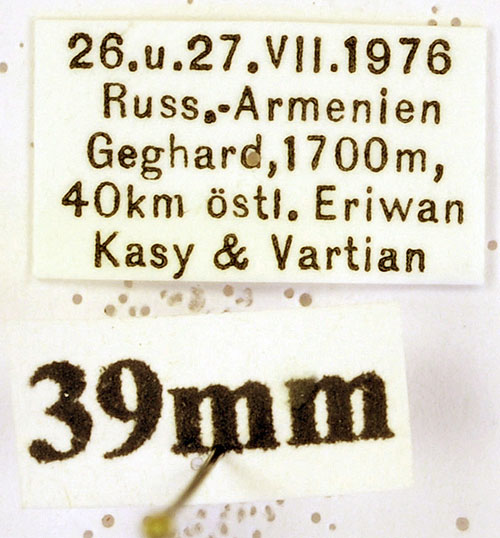 26.u.27.VII.1976
Russ.-Armenien
Geghard,1700m,
40km östl. Eriwan
Kasy & Vartian
39mm